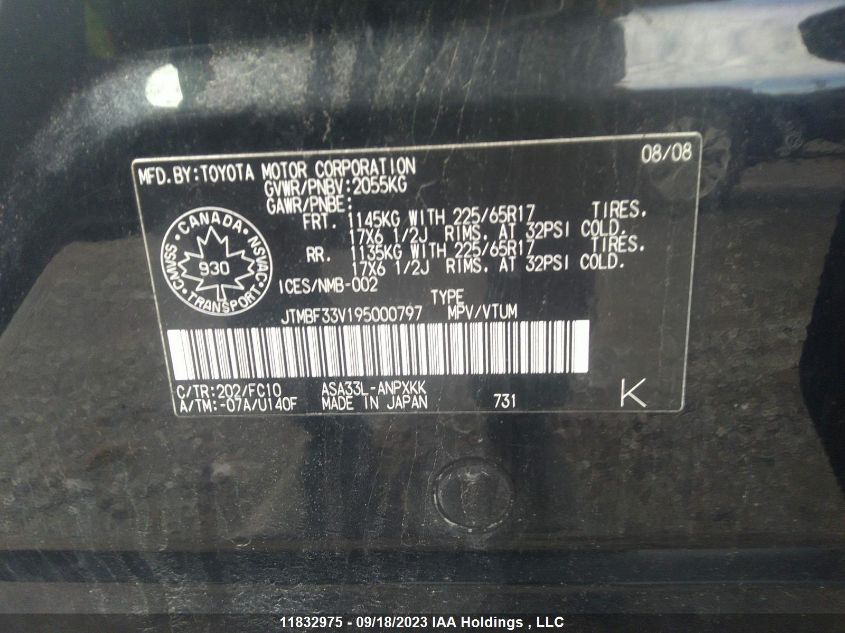 MFD.BY:TOYOTA MOTOR CORPORATION 08/08
GVWR/PNBV:2055KG
GAWR/PNBE:
FRT. 1145KG WITH 225/65R17 TIRES.
17X6 1/2J RIMS. AT 32PSI COLD.
RR. 1135KG WITH 225/65R17 TIRES.
17X6 1/2J RIMS. AT 32PSI COLD.
CANADA
CMVSS NSVAC
930
TRANSPORT
ICES/NMB-002
TYPE
JTMBF33V195000797 MPV/VTUM
C/TR:202/FC10 ASA33L-ANPXKK
A/TM:-07A/U140F MADE IN JAPAN 731 K
11832975 - 09/18/2023 IAA Holdings , LLC